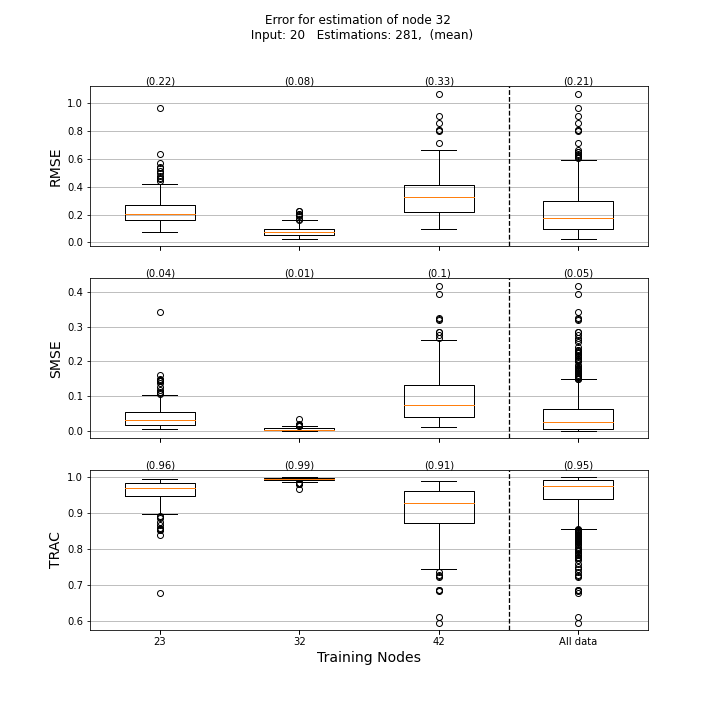 Error for estimation of node 32
Input: 20   Estimations: 281,  (mean)
(0.22) (0.08) (0.33) (0.21)
1.0
0.8
0.6
0.4
0.2
0.0
RMSE
(0.04) (0.01) (0.1) (0.05)
0.4
0.3
0.2
0.1
0.0
SMSE
(0.96) (0.99) (0.91) (0.95)
1.0
0.9
0.8
0.7
0.6
TRAC
23 32 42 All data
Training Nodes